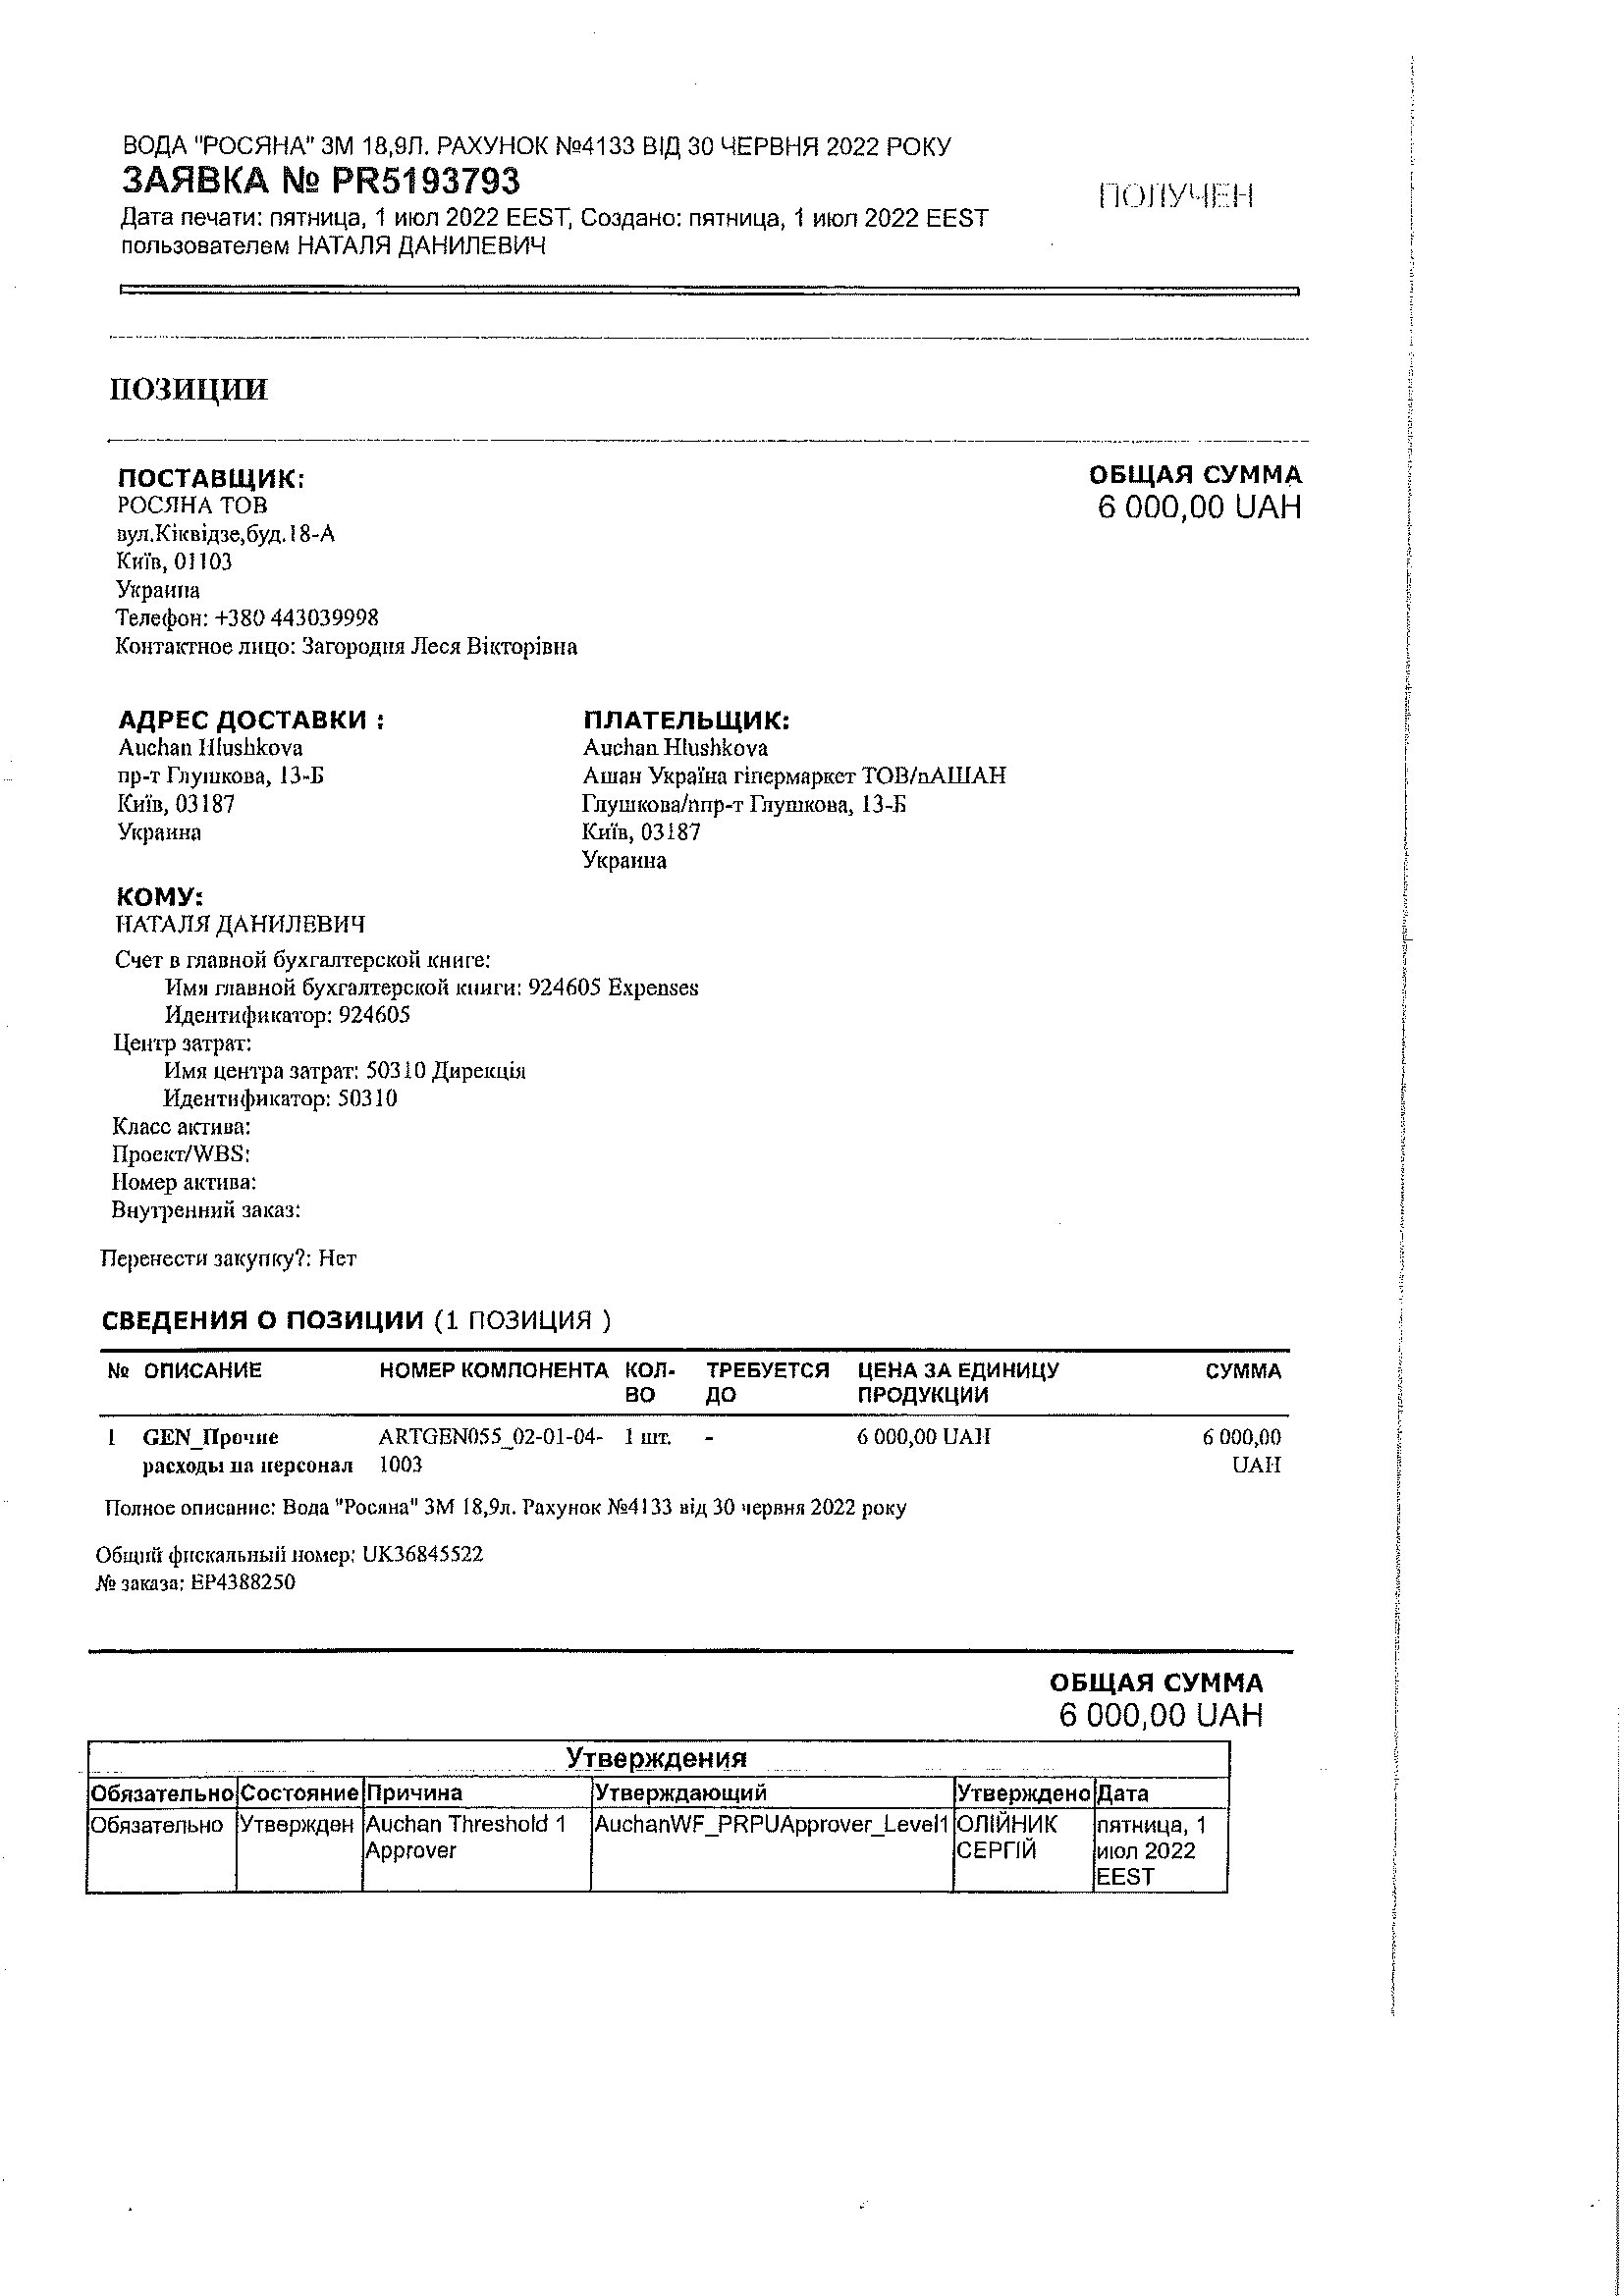 ВОДА "РОСЯНА" 3М 18,9Л. РАХУНОК №4133 ВІД 30 ЧЕРВНЯ 2022 РОКУ
ЗАЯВКА № PR5193793
ПОЛУЧЕН
Дата печати: пятница, 1 июл 2022 EEST, Создано: пятница, 1 июл 2022 EEST
пользователем НАТАЛЯ ДАНИЛЕВИЧ
ПОЗИЦИИ
ПОСТАВЩИК:
РОСЯНА ТОВ
вул.Кіквідзе,буд.18-А
Київ, 01103
Украина
Телефон: +380 443039998
Контактное лицо: Загородня Леся Вікторівна
ОБЩАЯ СУММА
6 000,00 UAH
АДРЕС ДОСТАВКИ :
Auchan Hlushkova
пр-т Глушкова, 13-Б
Київ, 03187
Украина
ПЛАТЕЛЬЩИК:
Auchan Hlushkova
Ашан Україна гіпермаркет ТОВ/пАШАН
Глушкова/ппр-т Глушкова, 13-Б
Київ, 03187
Украина
КОМУ:
НАТАЛЯ ДАНИЛЕВИЧ
Счет в главной бухгалтерской книге:
Имя главной бухгалтерской книги: 924605 Expenses
Идентификатор: 924605
Центр затрат:
Имя центра затрат: 50310 Дирекція
Идентификатор: 50310
Класс актива:
Проект/WBS:
Номер актива:
Внутренний заказ:
Перенести закупку?: Нет
СВЕДЕНИЯ О ПОЗИЦИИ (1 ПОЗИЦИЯ )
№ ОПИСАНИЕ НОМЕР КОМПОНЕНТА КОЛ- ТРЕБУЕТСЯ ЦЕНА ЗА ЕДИНИЦУ СУММА
ВО ДО ПРОДУКЦИИ
1 GEN_Прочие ARTGEN055_02-01-04- 1 шт. - 6 000,00 UAH 6 000,00
расходы на персонал 1003 UAH
Полное описание: Вода "Росяна" 3М 18,9л. Рахунок №4133 від 30 червня 2022 року
Общий фискальный номер: UK36845522
№ заказа: EP4388250
ОБЩАЯ СУММА
6 000,00 UAH
Утверждения
Обязательно Состояние Причина Утверждающий Утверждено Дата
Обязательно Утвержден Auchan Threshold 1 AuchanWF_PRPUApprover_Level1 ОЛІЙНИК пятница, 1
Approver СЕРГІЙ июл 2022
EEST